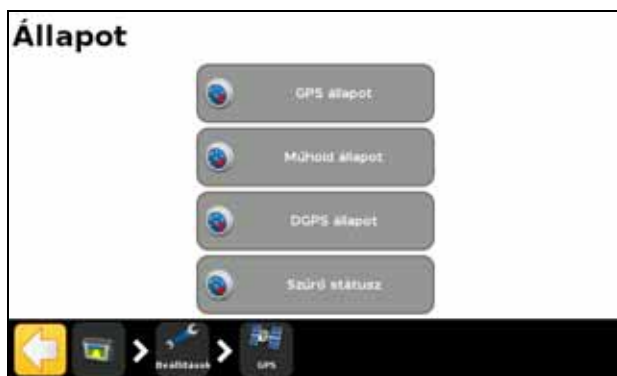 Állapot
GPS állapot
Műhold állapot
DGPS állapot
Szűrő státusz
Beállítások
GPS